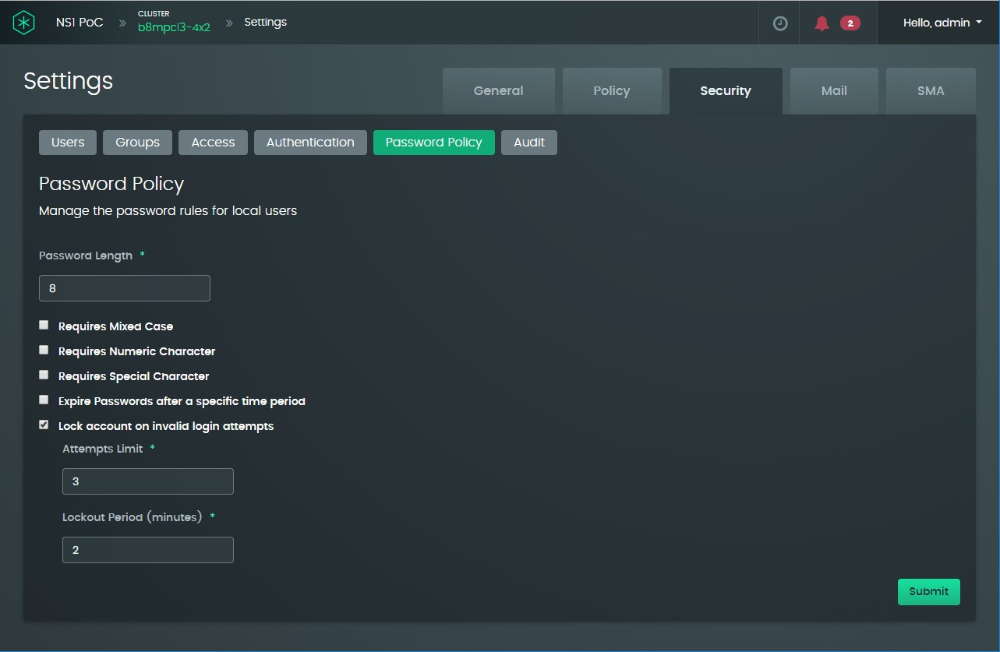 NS1 PoC » CLUSTER b8mpcl3-4x2 » Settings 2 Hello, admin
Settings
General Policy Security Mail SMA
Users Groups Access Authentication Password Policy Audit
Password Policy
Manage the password rules for local users
Password Length *
8
Requires Mixed Case
Requires Numeric Character
Requires Special Character
Expire Passwords after a specific time period
Lock account on invalid login attempts
Attempts Limit *
3
Lockout Period (minutes) *
2
Submit